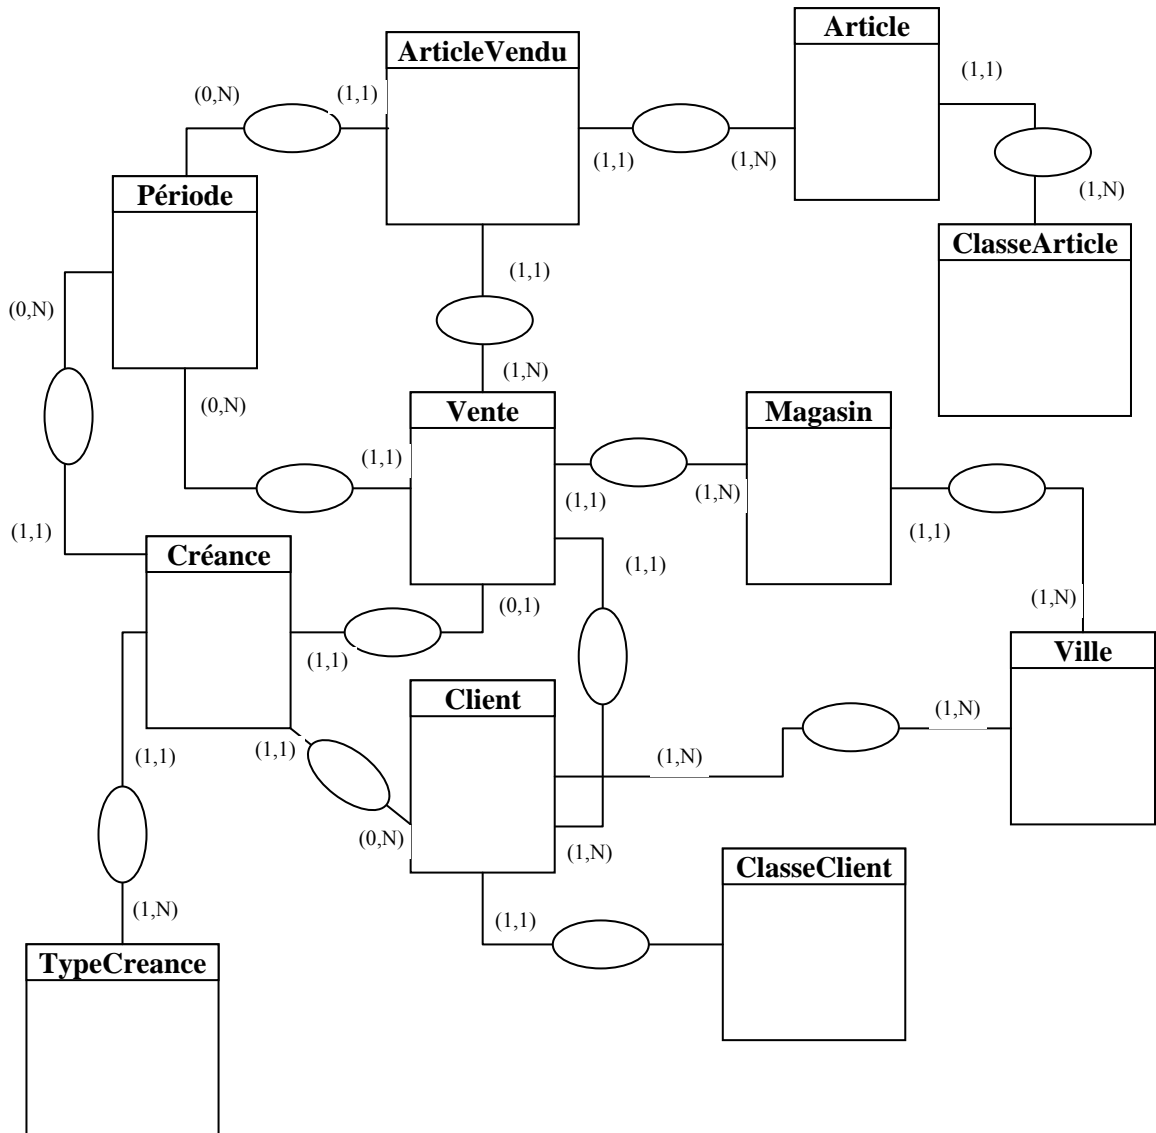 Article
ArticleVendu
(1,1)
(0,N)
(1,1)
(1,1)
(1,N)
(1,N)
Période
ClasseArticle
(1,1)
(0,N)
(1,N)
(0,N)
Vente
Magasin
(1,1)
(1,1)
(1,N)
(1,1)
(1,1)
Créance
(1,1)
(0,1)
(1,N)
(1,1)
Ville
Client
(1,N)
(1,1)
(1,1)
(1,N)
(0,N)
(1,N)
ClasseClient
(1,N)
(1,1)
TypeCreance